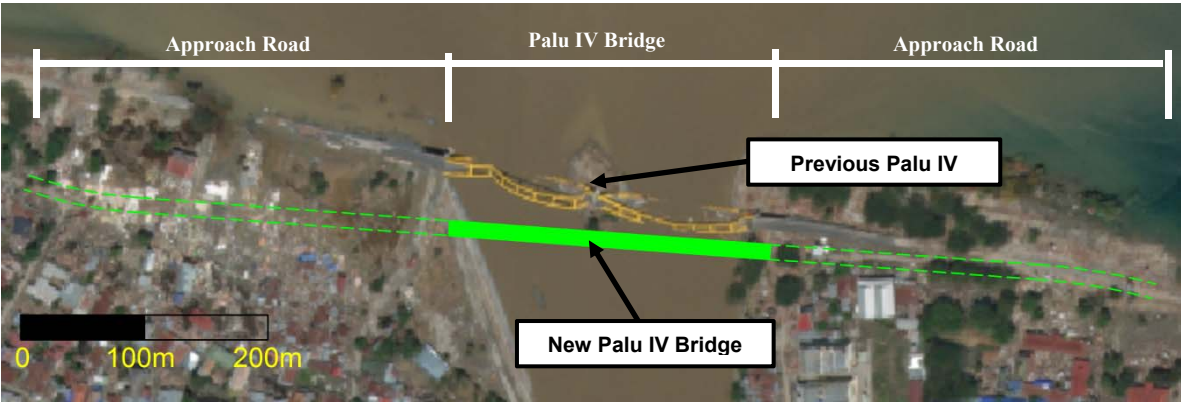 Approach Road
Palu IV Bridge
Approach Road
Previous Palu IV
New Palu IV Bridge
0 100m 200m